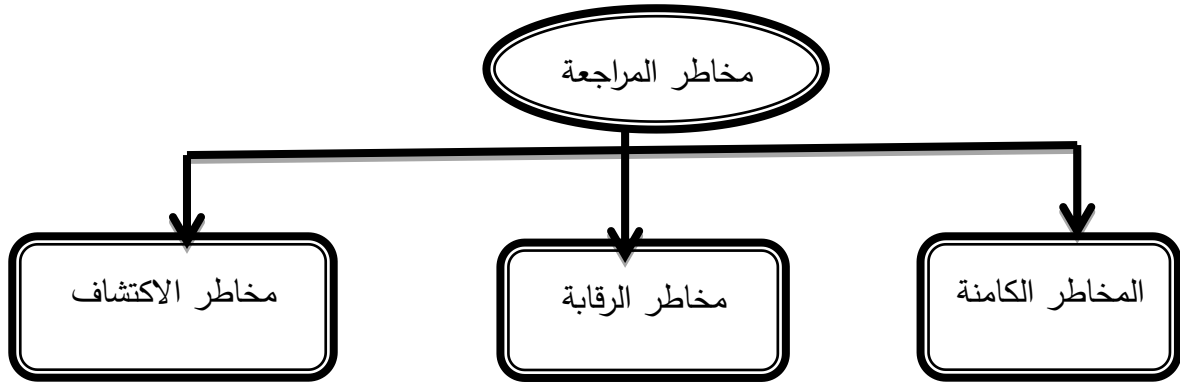 مخاطر المراجعة
المخاطر الكامنة
مخاطر الرقابة
مخاطر الاكتشاف